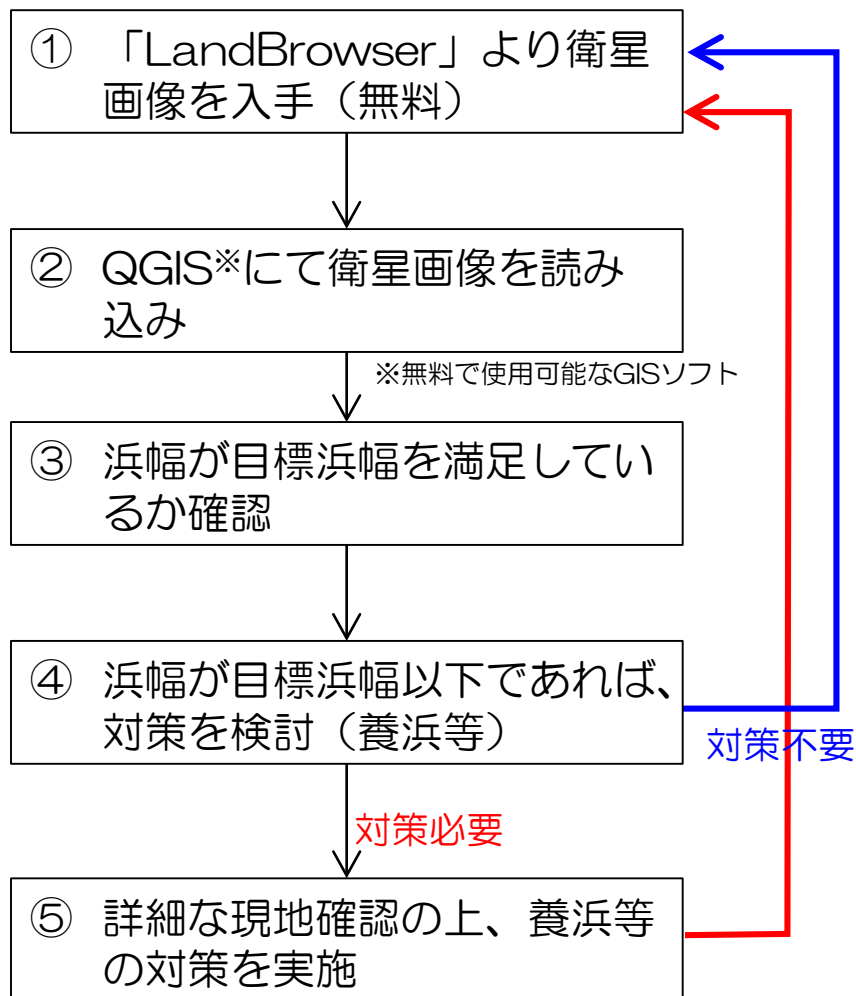 ① 「LandBrowser」より衛星
画像を入手（無料）
② QGIS※にて衛星画像を読み
込み
※無料で使用可能なGISソフト
③ 浜幅が目標浜幅を満足してい
るか確認
④ 浜幅が目標浜幅以下であれば、
対策を検討（養浜等）
対策不要
対策必要
⑤ 詳細な現地確認の上、養浜等
の対策を実施